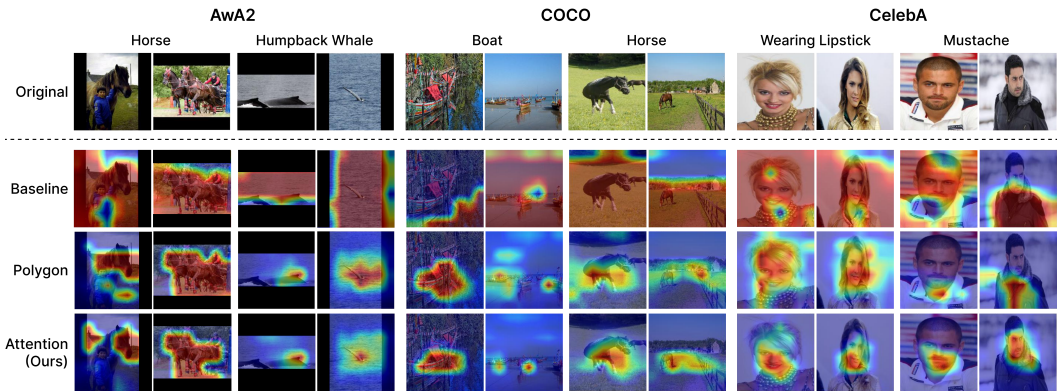 AwA2 COCO CelebA
Horse Humpback Whale Boat Horse Wearing Lipstick Mustache
Original
Baseline
Polygon
Attention
(Ours)